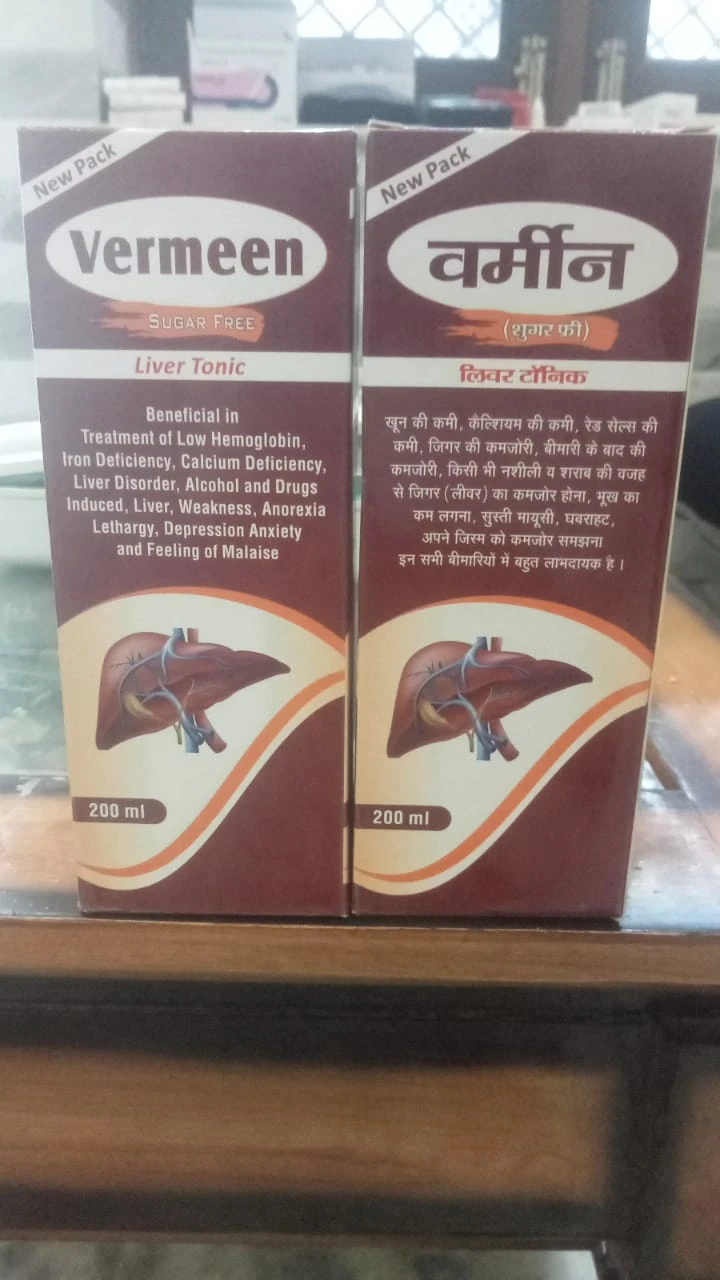 New Pack
Vermeen
SUGAR FREE
Liver Tonic
Beneficial in
Treatment of Low Hemoglobin,
Iron Deficiency, Calcium Deficiency,
Liver Disorder, Alcohol and Drugs
Induced, Liver, Weakness, Anorexia
Lethargy, Depression Anxiety
and Feeling of Malaise
200 ml
New Pack
वर्मीन
(शुगर फ्री)
लिवर टॉनिक
खून की कमी, कैल्शियम की कमी, रेड सेल्स की
कमी, जिगर की कमजोरी, बीमारी के बाद की
कमजोरी, किसी भी नशीली व शराब की वजह
से जिगर (लीवर) का कमजोर होना, भूख का
कम लगना, सुस्ती मायूसी, घबराहट,
अपने जिस्म को कमजोर समझना
इन सभी बीमारियों में बहुत लाभदायक है ।
200 ml